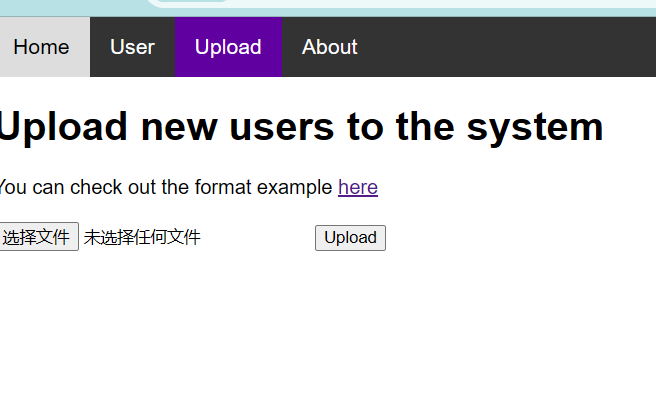 Home User Upload About
Upload new users to the system
You can check out the format example here
选择文件 未选择任何文件 Upload